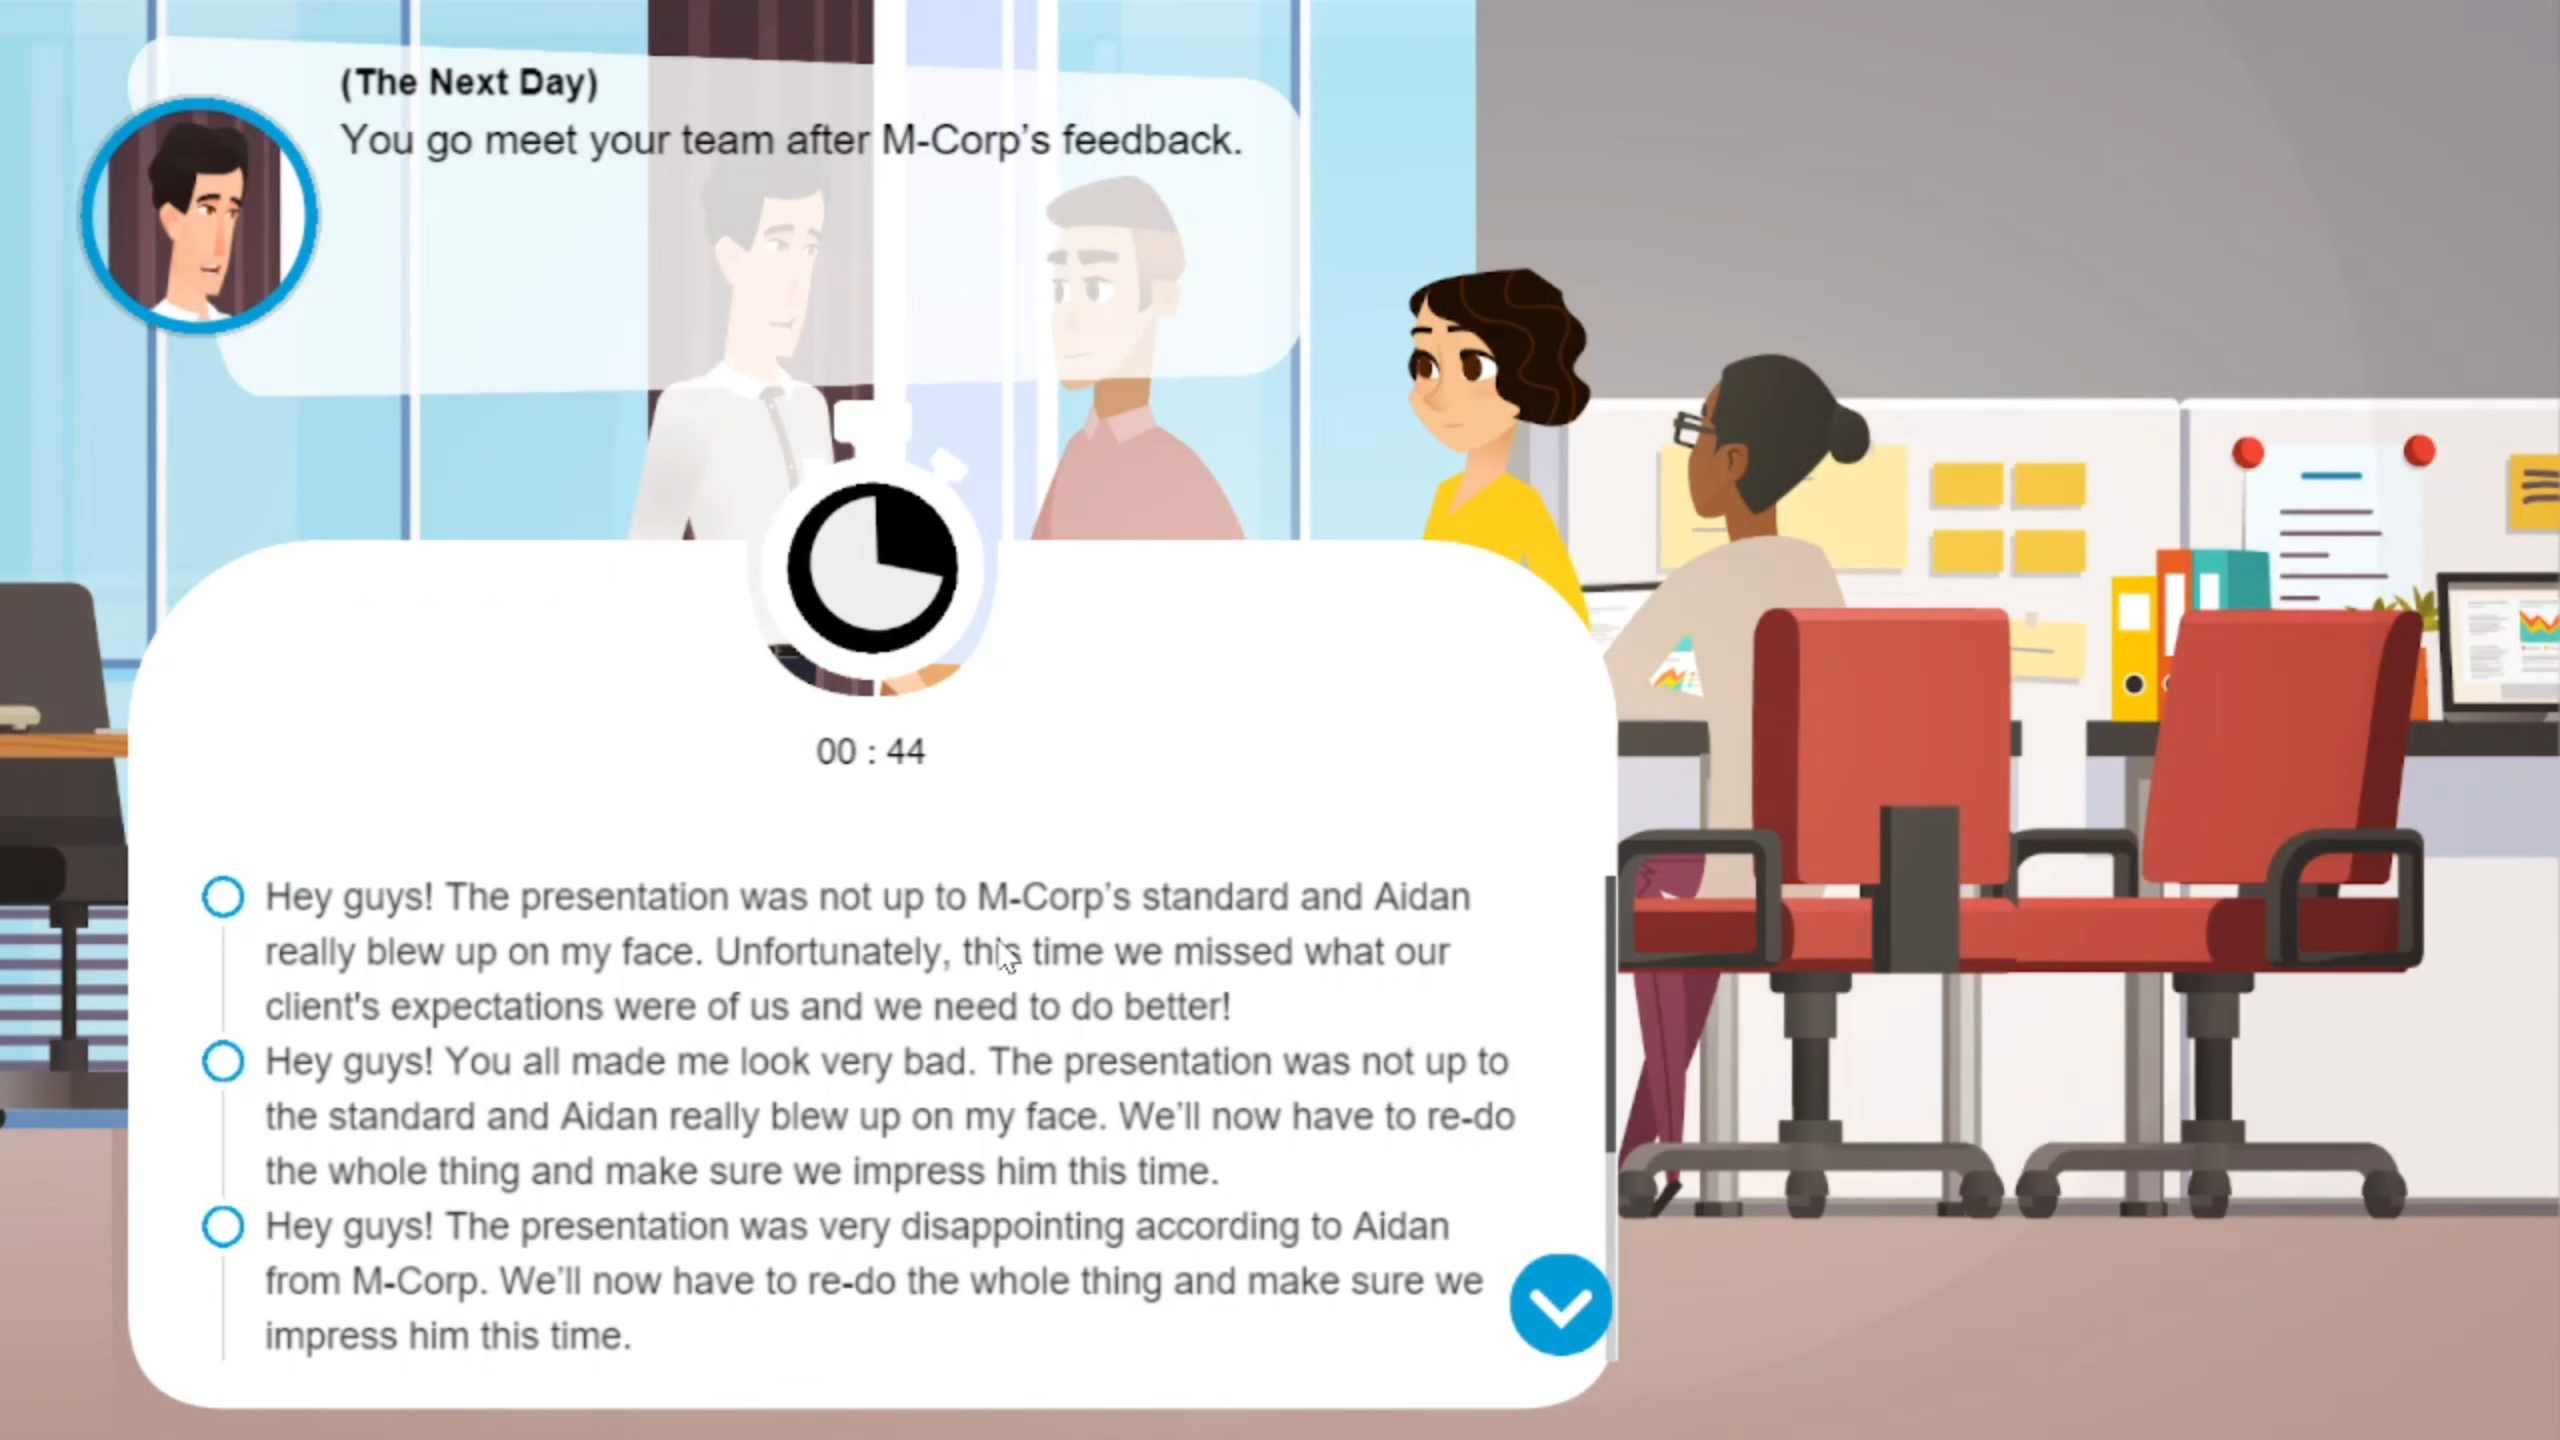 (The Next Day)
You go meet your team after M-Corp’s feedback.
00 : 44
Hey guys! The presentation was not up to M-Corp’s standard and Aidan
really blew up on my face. Unfortunately, this time we missed what our
client's expectations were of us and we need to do better!
Hey guys! You all made me look very bad. The presentation was not up to
the standard and Aidan really blew up on my face. We’ll now have to re-do
the whole thing and make sure we impress him this time.
Hey guys! The presentation was very disappointing according to Aidan
from M-Corp. We’ll now have to re-do the whole thing and make sure we
impress him this time.